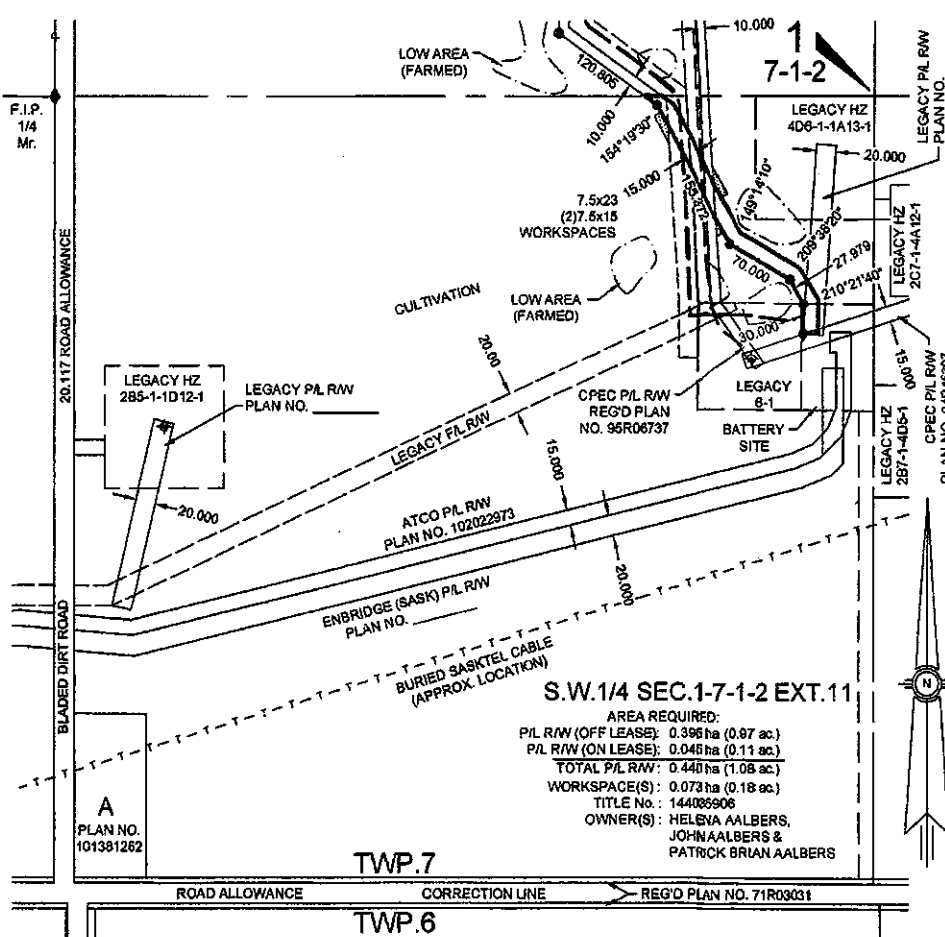 10.000
1
7-1-2
LOW AREA
(FARMED)
120.805
10.000
154°19'30"
F.I.P.
1/4
Mr.
LEGACY HZ
4D6-1-1A13-1
LEGACY P/L R/W
PLAN NO.
20.000
15.000
155.372
149°14'10"
7.5x23
(2)7.5x15
WORKSPACES
209°38'20"
27.979
LEGACY HZ
2C7-1-4A12-1
70.000
210°21'40"
20.117 ROAD ALLOWANCE
CULTIVATION
LOW AREA
(FARMED)
30.000
20.00
15.000
LEGACY HZ
2B5-1-1D12-1
LEGACY P/L R/W
PLAN NO.
CPEC P/L R/W
REG'D PLAN
NO. 95R06737
LEGACY
6-1
BATTERY
SITE
CPEC P/L R/W
LEGACY HZ
2B7-1-4D5-1
LEGACY F/L R/W
15.000
20.000
ATCO P/L R/W
PLAN NO. 102022973
20.000
ENBRIDGE (SASK) P/L R/W
PLAN NO.
BURIED SASKTEL CABLE
(APPROX. LOCATION)
BLADED DIRT ROAD
N
S.W.1/4 SEC.1-7-1-2 EXT.11
AREA REQUIRED:
P/L R/W (OFF LEASE): 0.395 ha (0.97 ac.)
P/L R/W (ON LEASE): 0.045 ha (0.11 ac.)
TOTAL P/L R/W: 0.440 ha (1.08 ac.)
WORKSPACE(S): 0.073 ha (0.18 ac.)
TITLE No.: 144035906
OWNER(S): HELENA AALBERS,
JOHN AALBERS &
PATRICK BRIAN AALBERS
A
PLAN NO.
101381262
TWP.7
ROAD ALLOWANCE CORRECTION LINE REG'D PLAN NO. 71R03031
TWP.6